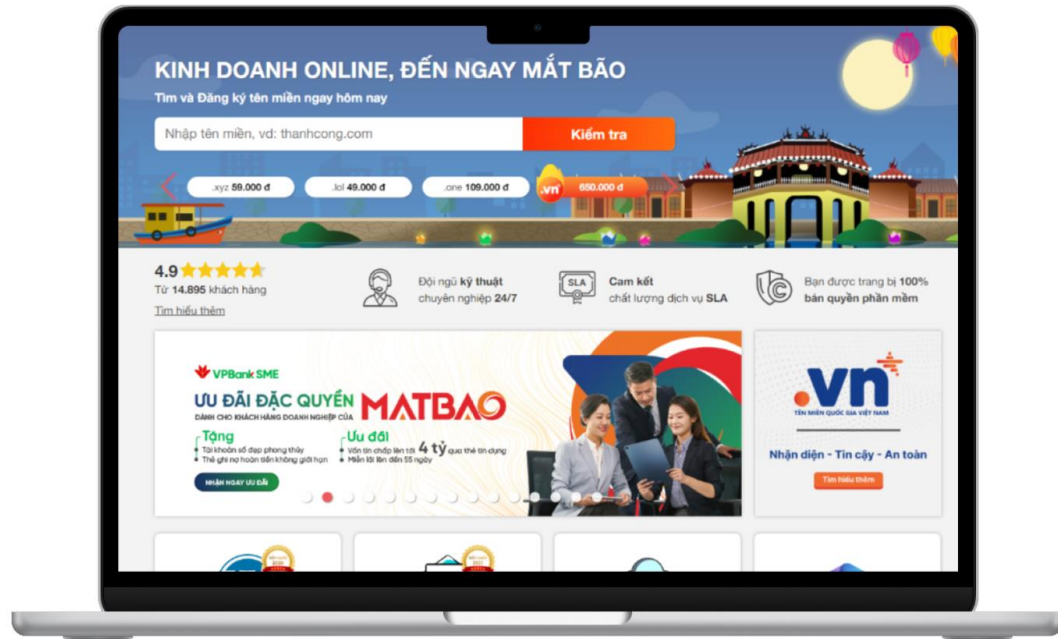 KINH DOANH ONLINE, ĐẾN NGAY MẮT BÃO
Tìm và Đăng ký tên miền ngay hôm nay
Nhập tên miền, vd: thanhcong.com
Kiểm tra
.xyz 59.000 đ
.lol 49.000 đ
.one 109.000 đ
.vn 650.000 đ
4.9
Từ 14.895 khách hàng
Tìm hiểu thêm
Đội ngũ kỹ thuật
chuyên nghiệp 24/7
SLA
Cam kết
chất lượng dịch vụ SLA
Bạn được trang bị 100%
bản quyền phần mềm
VPBank SME
ƯU ĐÃI ĐẶC QUYỀN
DÀNH CHO KHÁCH HÀNG DOANH NGHIỆP CỦA
MATBAO
Tặng
Tài khoản số đẹp phong thủy
Thẻ ghi nợ hoàn tiền không giới hạn
Ưu đãi
Vốn tín chấp lên tới 4 tỷ qua thẻ tín dụng
Miễn lãi lên đến 55 ngày
NHẬN NGAY ƯU ĐÃI
.vn
TÊN MIỀN QUỐC GIA VIỆT NAM
Nhận diện - Tin cậy - An toàn
Tìm hiểu thêm